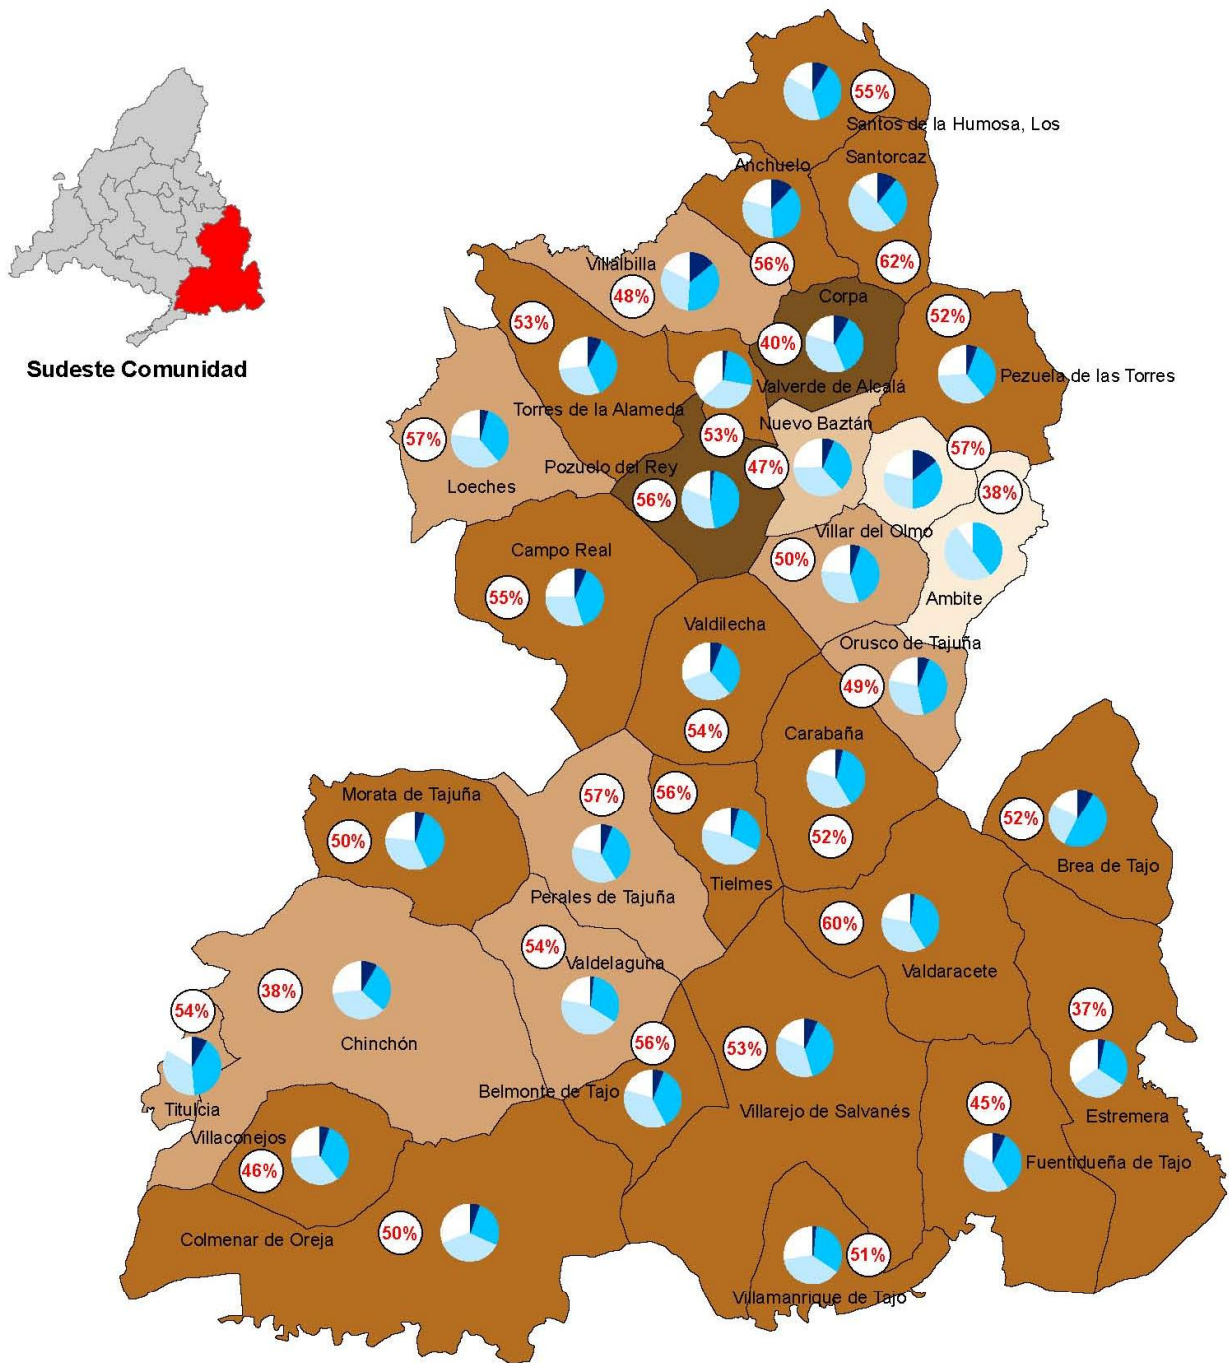 55%
Santos de la Humosa, Los
Anchuelo
Santorcaz
56%
62%
Villalbilla
48%
Corpa
40%
52%
53%
Pezuela de las Torres
Valverde de Alcalá
Torres de la Alameda
Nuevo Baztán
53%
57%
57%
47%
Loeches
Pozuelo del Rey
56%
38%
Villar del Olmo
50%
Campo Real
55%
Ambite
Valdilecha
Orusco de Tajuña
49%
54%
Carabaña
52%
Morata de Tajuña
50%
57%
56%
Tielmes
Perales de Tajuña
52%
Brea de Tajo
60%
Valdaracete
54%
Valdelaguna
38%
Chinchón
54%
Titulcia
56%
Belmonte de Tajo
53%
Villarejo de Salvanés
37%
Estremera
45%
Fuentidueña de Tajo
Villaconejos
46%
Colmenar de Oreja
50%
51%
Villamanrique de Tajo
Sudeste Comunidad